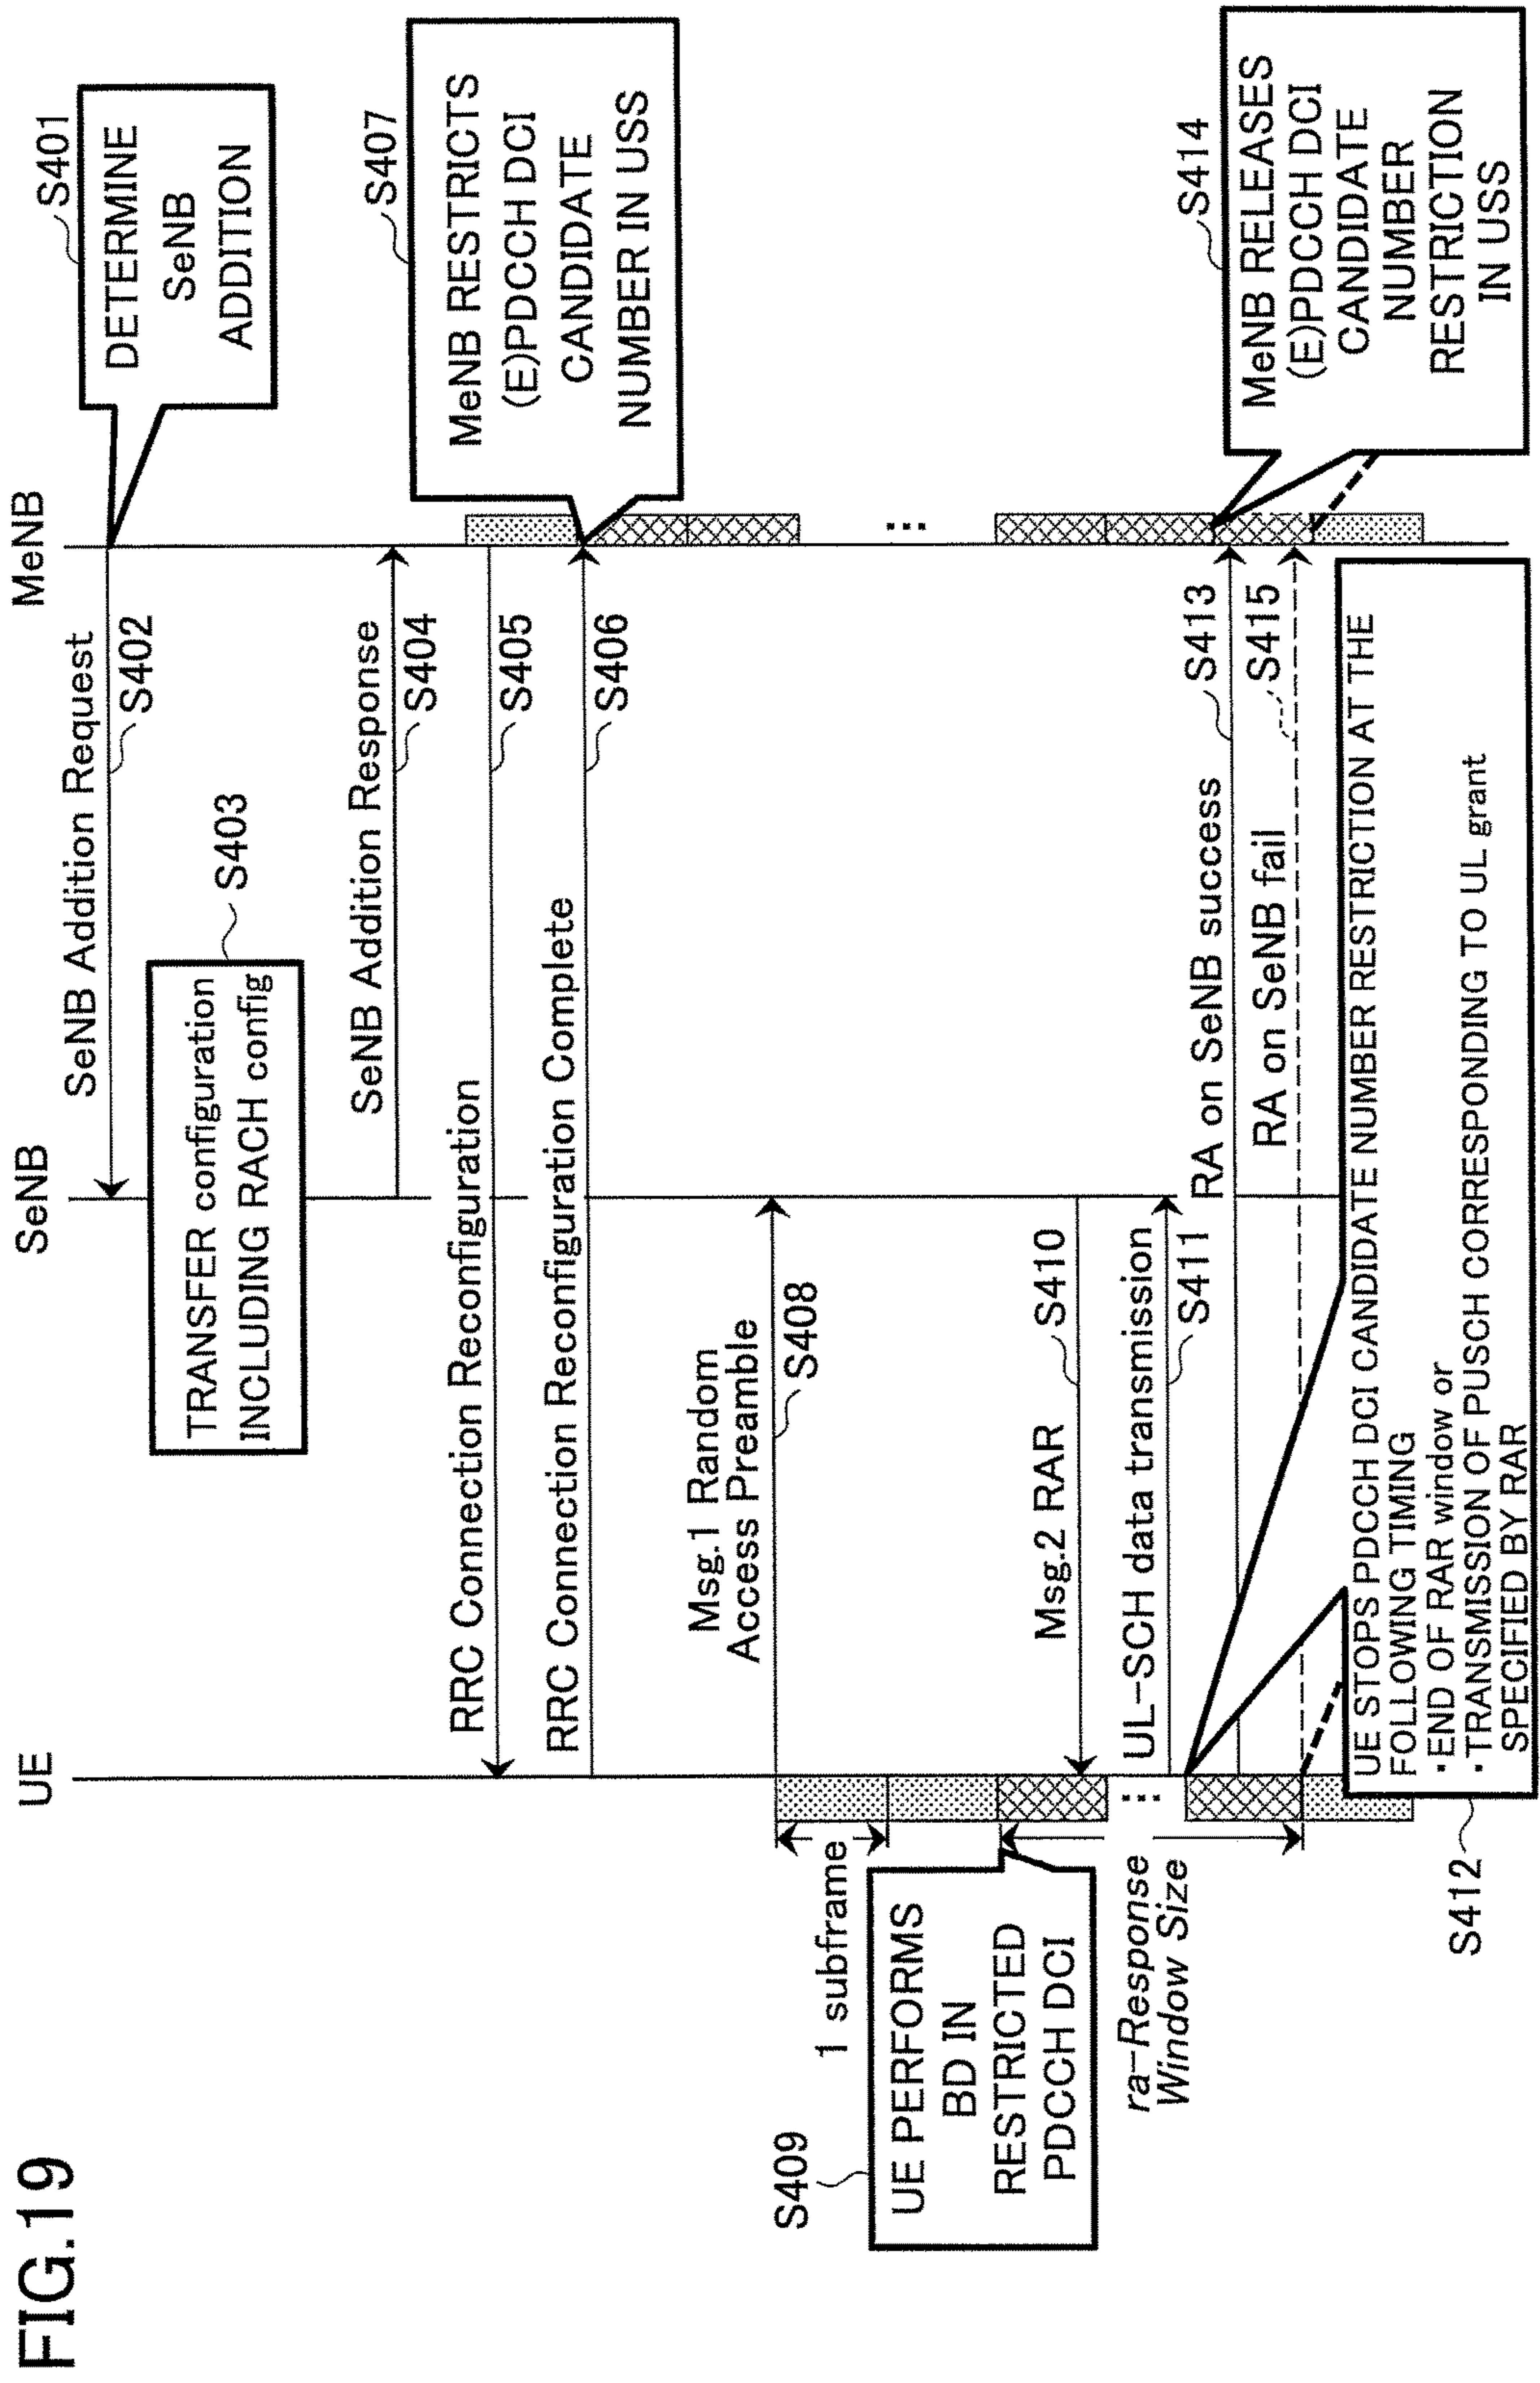 FIG.19
UE
SeNB
MeNB
S401
DETERMINE
SeNB
ADDITION
SeNB Addition Request
S402
S403
TRANSFER configuration
INCLUDING RACH config
SeNB Addition Response
S404
RRC Connection Reconfiguration
S405
RRC Connection Reconfiguration Complete
S406
S407
MeNB RESTRICTS
(E)PDCCH DCI
CANDIDATE
NUMBER IN USS
Msg.1 Random
Access Preamble
S408
1 subframe
S409
UE PERFORMS
BD IN
RESTRICTED
PDCCH DCI
...
Msg.2 RAR
S410
...
ra-Response
Window Size
UL-SCH data transmission
S411
RA on SeNB success
S413
RA on SeNB fail
S415
S414
MeNB RELEASES
(E)PDCCH DCI
CANDIDATE
NUMBER
RESTRICTION
IN USS
UE STOPS PDCCH DCI CANDIDATE NUMBER RESTRICTION AT THE
FOLLOWING TIMING
・END OF RAR window or
・TRANSMISSION OF PUSCH CORRESPONDING TO UL grant
SPECIFIED BY RAR
S412